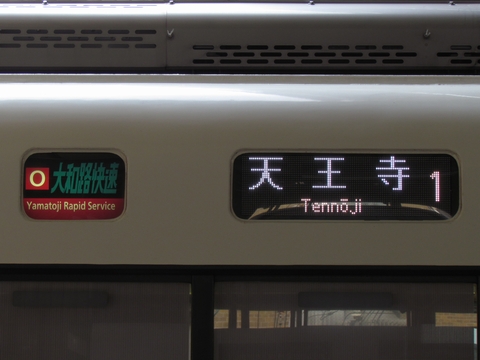 O 大和路快速
Yamatoji Rapid Service
天王寺 1
Tennōji